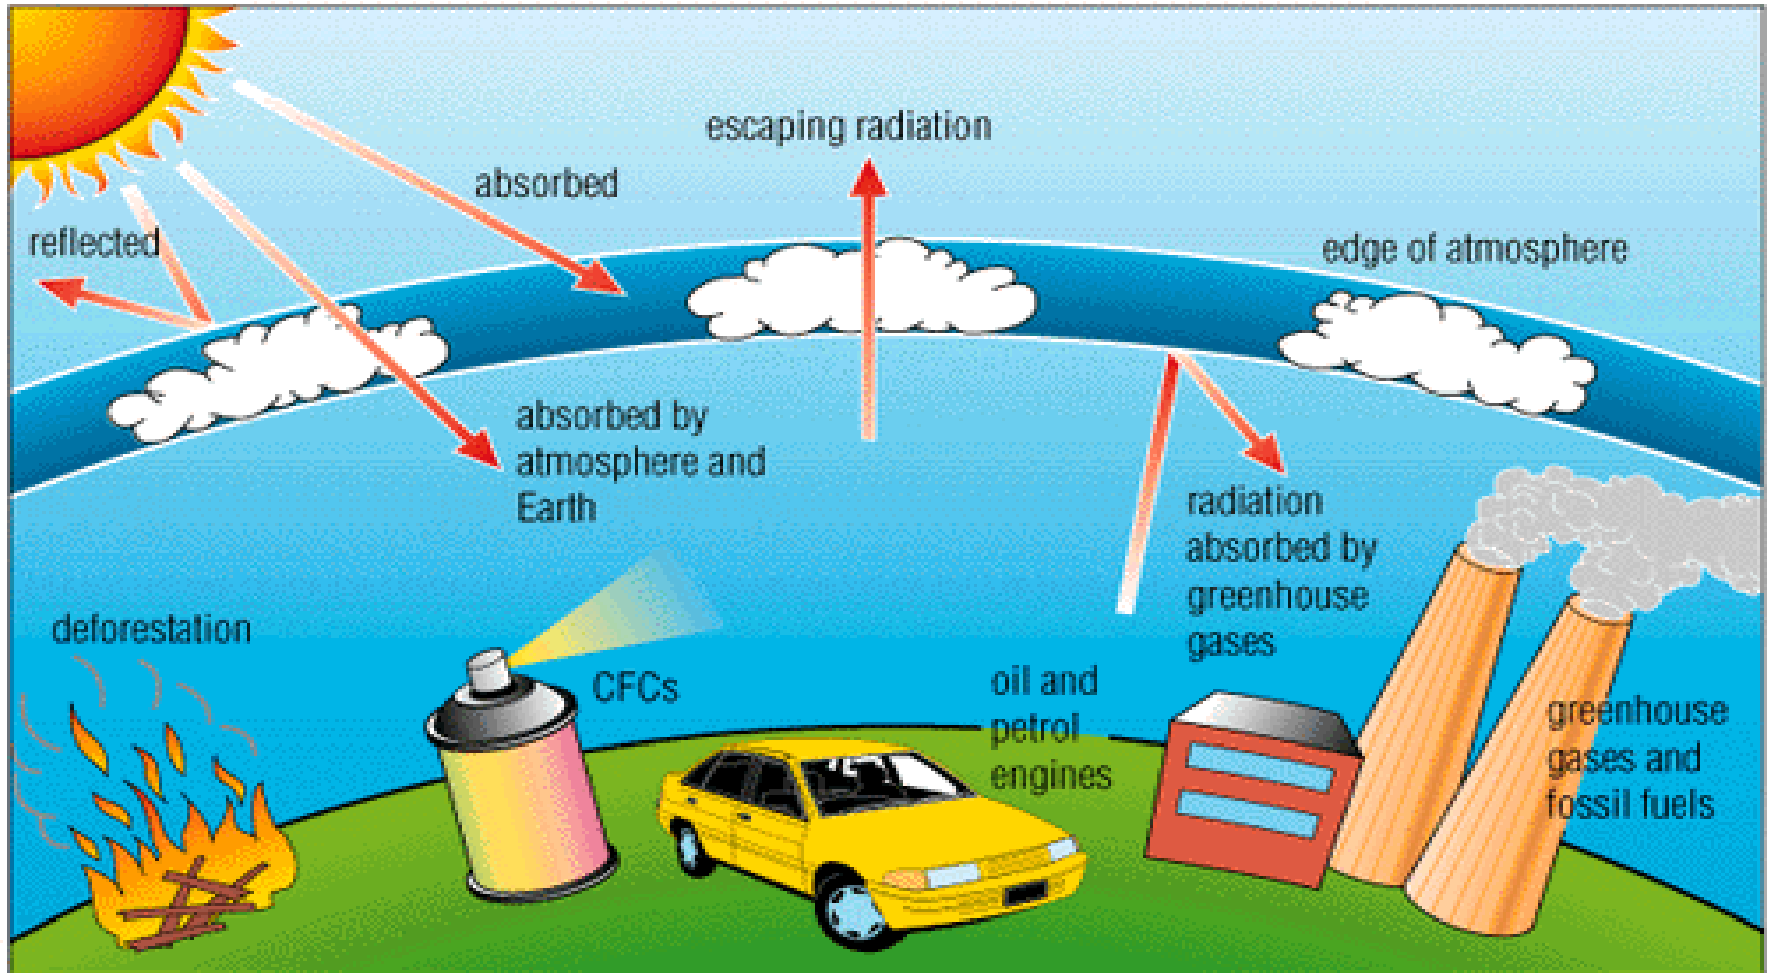 escaping radiation
absorbed
reflected
edge of atmosphere
absorbed by
atmosphere and
Earth
radiation
absorbed by
greenhouse
gases
deforestation
CFCs
oil and
petrol
engines
greenhouse
gases and
fossil fuels